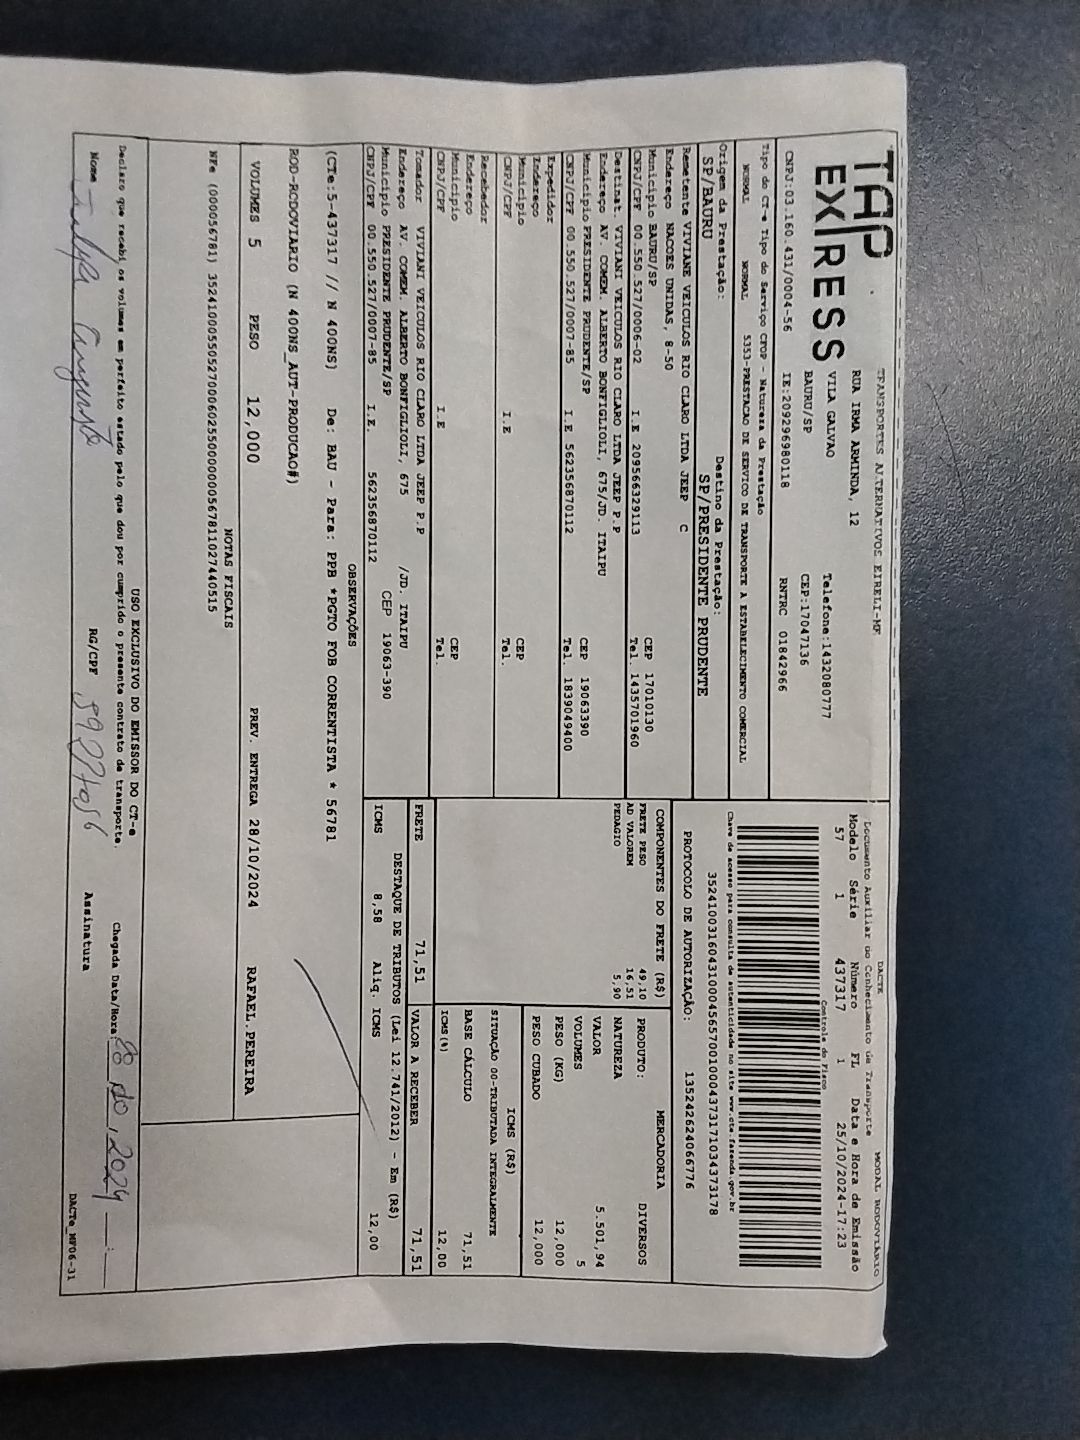 TAP EXPRESS
TRANSPORTES ALTERNATIVOS EIRELI-ME
RUA IRMA ARMINDA, 12 Telefone:1432080777
VILA GALVAO CEP:17047136
BAURU/SP
CNPJ:03.160.431/0004-56 IE:209296980118 RNTRC 01842966
DACTE MODAL RODOVIÁRIO
Documento Auxiliar do Conhecimento de Transporte
Modelo Série Número FL Data e Hora de Emissão
57 1 437317 1 25/10/2024-17:23
Controle do Fisco
Tipo do CT-e Tipo do Serviço CFOP - Natureza da Prestação
NORMAL NORMAL 5353-PRESTACAO DE SERVICO DE TRANSPORTE A ESTABELECIMENTO COMERCIAL
Chave de acesso para consulta de autenticidade no site www.cte.fazenda.gov.br
35241003160431000456570010004373171034373178
Origem da Prestação: Destino da Prestação:
SP/BAURU SP/PRESIDENTE PRUDENTE
PROTOCOLO DE AUTORIZAÇÃO: 135242624066776
Remetente VIVIANE VEICULOS RIO CLARO LTDA JEEP C
Endereço NACOES UNIDAS, 8-50
Município BAURU/SP CEP 17010130
CNPJ/CPF 00.550.527/0006-02 I.E 209566329113 Tel. 1435701960
Destinat. VIVIANI VEICULOS RIO CLARO LTDA JEEP P.P
Endereço AV COMEM. ALBERTO BONFIGLIOLI, 675/JD. ITAIPU
Município PRESIDENTE PRUDENTE/SP CEP 19063390
CNPJ/CPF 00.550.527/0007-85 I.E 562356870112 Tel. 1839049400
Expedidor
Endereço
Município CEP
CNPJ/CPF I.E Tel.
Recebedor
Endereço
Município CEP
CNPJ/CPF I.E Tel.
Tomador VIVIANI VEICULOS RIO CLARO LTDA JEEP P.P
Endereço AV. COMEM. ALBERTO BONFIGLIOLI, 675 /JD. ITAIPU
Município PRESIDENTE PRUDENTE/SP CEP 19063-390
CNPJ/CPF 00.550.527/0007-85 I.E. 562356870112
COMPONENTES DO FRETE (R$)
FRETE PESO 49,10
AD VALOREM 16,51
PEDAGIO 5,90
MERCADORIA
PRODUTO: DIVERSOS
NATUREZA
VALOR 5.501,94
VOLUMES 5
PESO (KG) 12,000
PESO CUBADO 12,000
ICMS (R$)
SITUAÇÃO 00-TRIBUTADA INTEGRALMENTE
BASE CÁLCULO 71,51
ICMS(%) 12,00
FRETE 71,51 VALOR A RECEBER 71,51
DESTAQUE DE TRIBUTOS (Lei 12.741/2012) - Em (R$)
ICMS 8,58 Aliq. ICMS 12,00
OBSERVAÇÕES
(CTe:5-437317 // N 400NS) De: BAU - Para: PPB *PGTO FOB CORRENTISTA * 56781
ROD-RCDOVIARIO (N 400NS_AUT-PRODUCAO#)
VOLUMES 5 PESO 12,000 PREV. ENTREGA 28/10/2024 RAFAEL.PEREIRA
NOTAS FISCAIS
NFe (000056781) 35241000550527000602550000000567811027440515
USO EXCLUSIVO DO EMISSOR DO CT-e
Declaro que recebi os volumes em perfeito estado pelo que dou por cumprido o presente contrato de transporte. Chegada Data/Hora
Nome RG/CPF Assinatura
DACTe_MF06-31